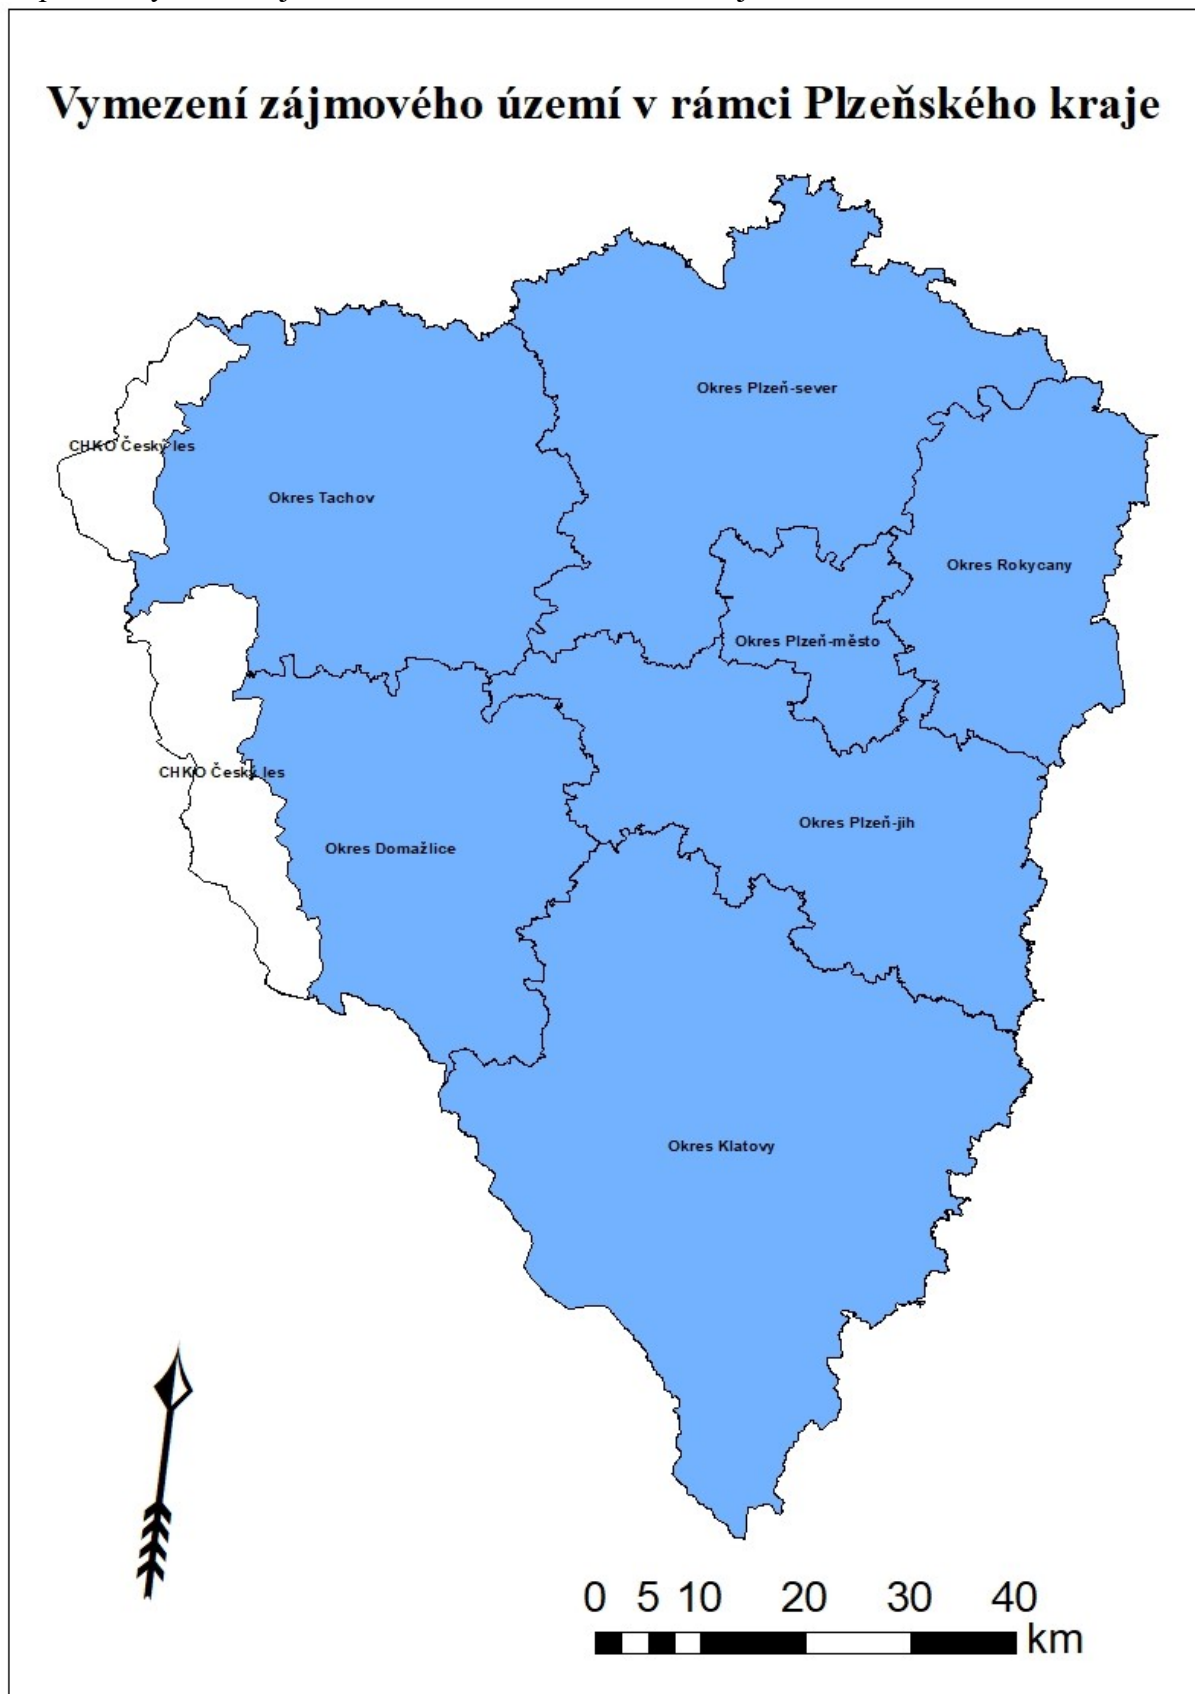 Vymezení zájmového území v rámci Plzeňského kraje
Okres Plzeň-sever
CHKO Český les
Okres Tachov
Okres Rokycany
Okres Plzeň-město
CHKO Český les
Okres Plzeň-jih
Okres Domažlice
Okres Klatovy
0 5 10 20 30 40
km